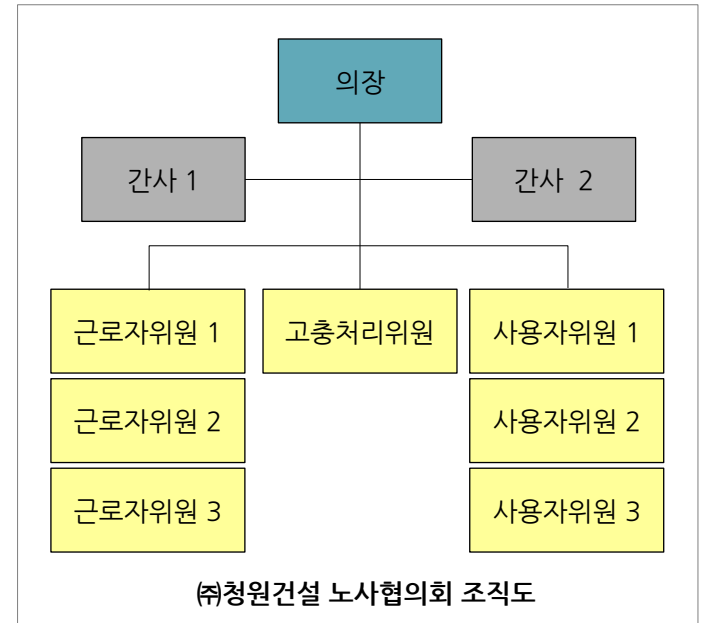 의장
간사 1
간사 2
근로자위원 1
고충처리위원
사용자위원 1
근로자위원 2
사용자위원 2
근로자위원 3
사용자위원 3
㈜청원건설 노사협의회 조직도